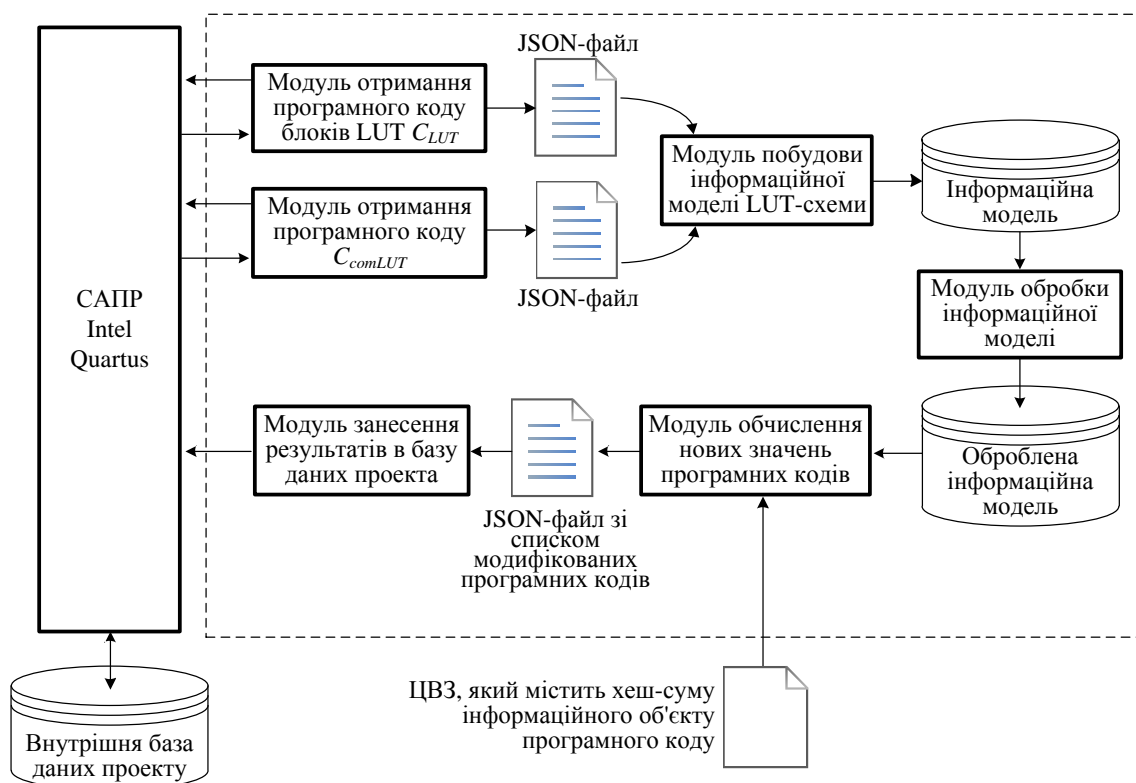 САПР
Intel
Quartus
Модуль отримання
програмного коду
блоків LUT C_LUT
JSON-файл
Модуль отримання
програмного коду
C_comLUT
JSON-файл
Модуль побудови
інформаційної
моделі LUT-схеми
Інформаційна
модель
Модуль обробки
інформаційної
моделі
Оброблена
інформаційна
модель
Модуль обчислення
нових значень
програмних кодів
JSON-файл зі
списком
модифікованих
програмних кодів
Модуль занесення
результатів в базу
даних проекта
ЦВЗ, який містить хеш-суму
інформаційного об'єкту
програмного коду
Внутрішня база
даних проекту